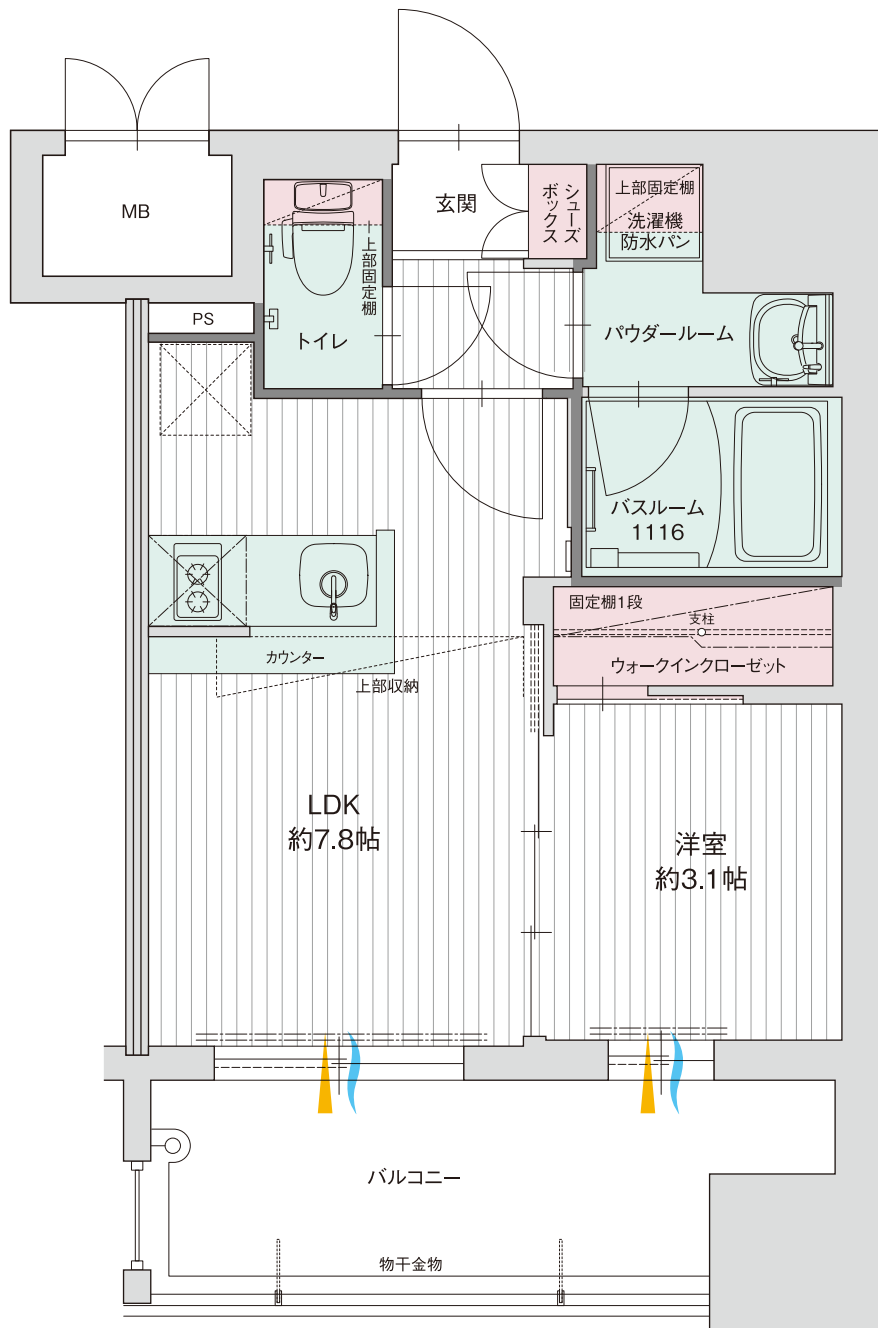 MB
玄関
シューズ
ボックス
上部固定棚
洗濯機
防水パン
上部固定棚
PS
トイレ
パウダールーム
バスルーム
1116
固定棚1段
支柱
ウォークインクローゼット
カウンター
上部収納
LDK
約7.8帖
洋室
約3.1帖
バルコニー
物干金物